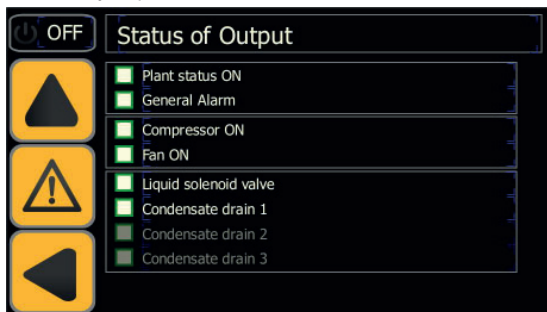 OFF
Status of Output
Plant status ON
General Alarm
Compressor ON
Fan ON
Liquid solenoid valve
Condensate drain 1
Condensate drain 2
Condensate drain 3